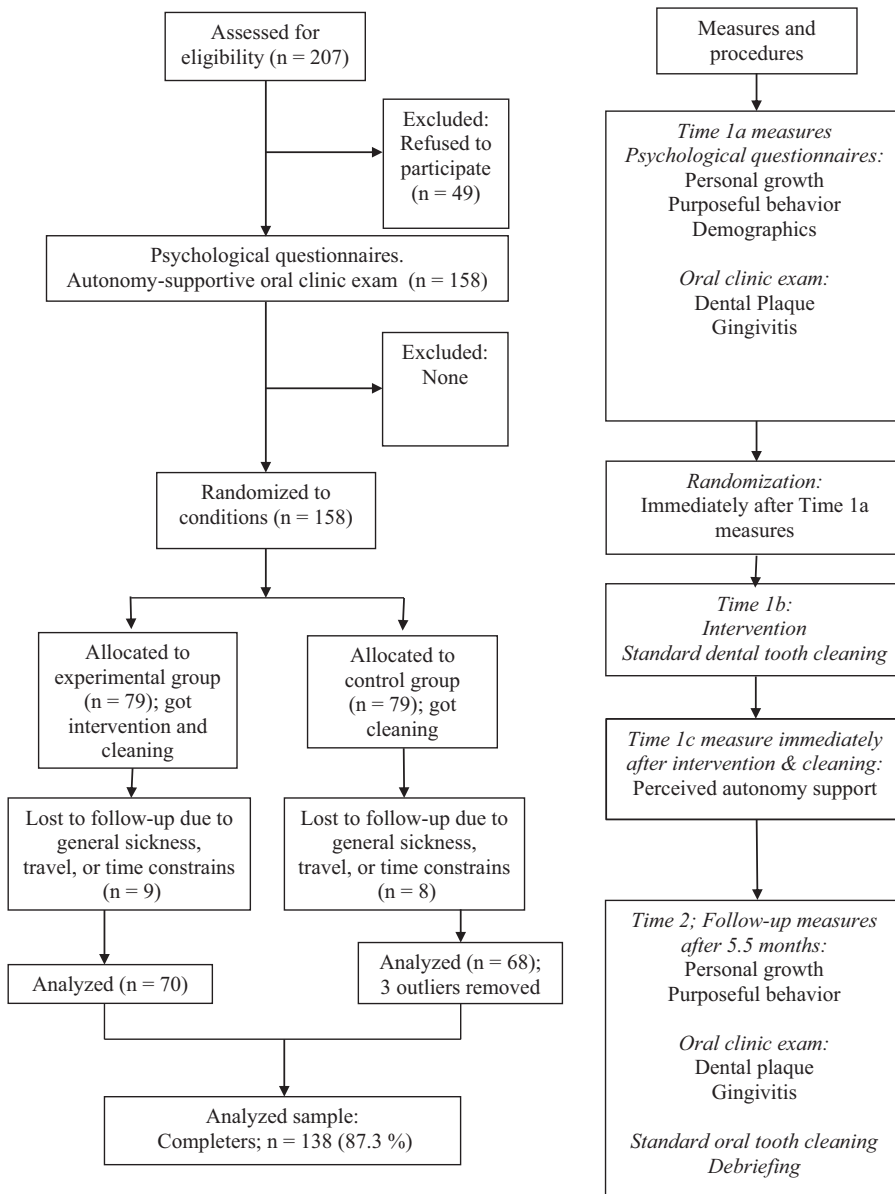 Assessed for
eligibility (n = 207)
Excluded:
Refused to
participate
(n = 49)
Psychological questionnaires.
Autonomy-supportive oral clinic exam (n = 158)
Excluded:
None
Randomized to
conditions (n = 158)
Allocated to
experimental group
(n = 79); got
intervention and
cleaning
Allocated to
control group
(n = 79); got
cleaning
Lost to follow-up due to
general sickness,
travel, or time constrains
(n = 9)
Lost to follow-up due to
general sickness,
travel, or time constrains
(n = 8)
Analyzed (n = 70)
Analyzed (n = 68);
3 outliers removed
Analyzed sample:
Completers; n = 138 (87.3 %)
Measures and
procedures
Time 1a measures
Psychological questionnaires:
Personal growth
Purposeful behavior
Demographics
Oral clinic exam:
Dental Plaque
Gingivitis
Randomization:
Immediately after Time 1a
measures
Time 1b:
Intervention
Standard dental tooth cleaning
Time 1c measure immediately
after intervention & cleaning:
Perceived autonomy support
Time 2; Follow-up measures
after 5.5 months:
Personal growth
Purposeful behavior
Oral clinic exam:
Dental plaque
Gingivitis
Standard oral tooth cleaning
Debriefing